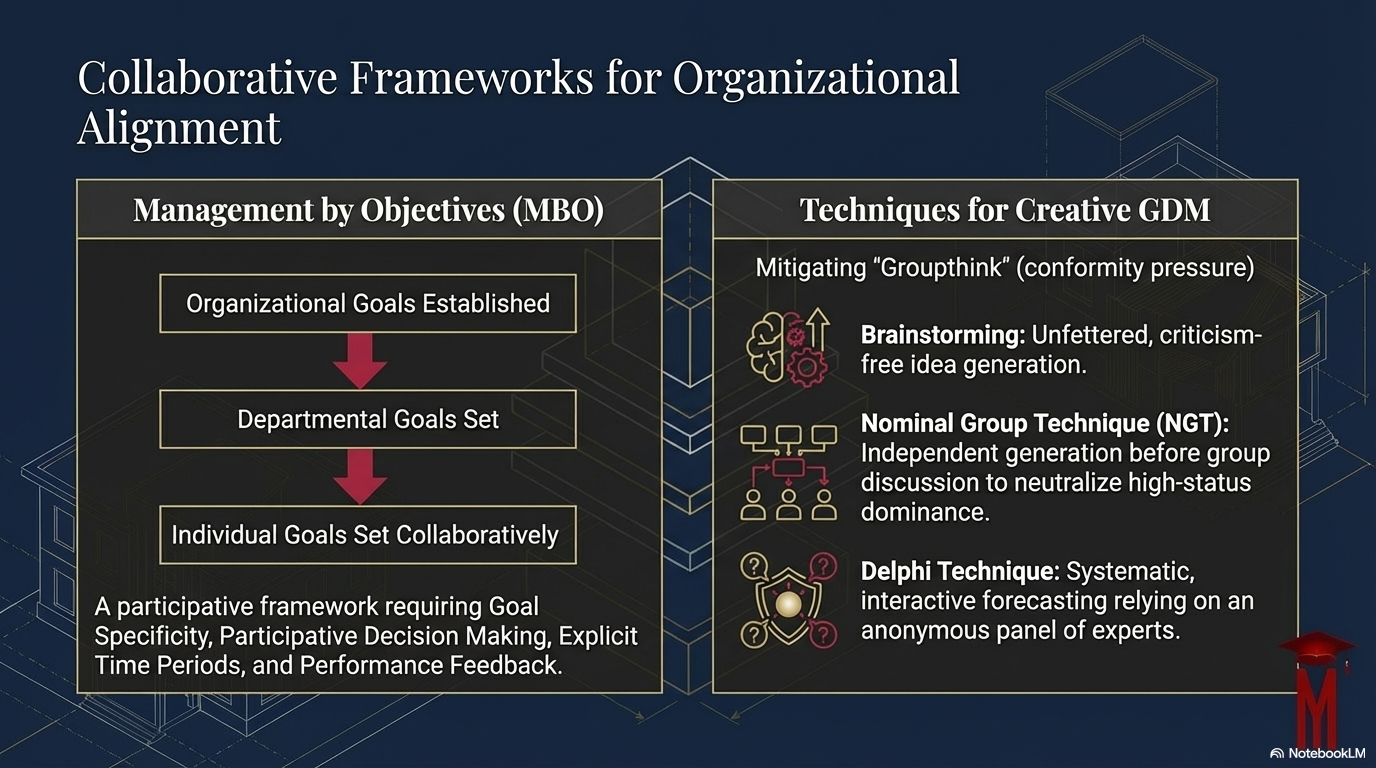 Collaborative Frameworks for Organizational
Alignment
Management by Objectives (MBO)
Organizational Goals Established
Departmental Goals Set
Individual Goals Set Collaboratively
A participative framework requiring Goal
Specificity, Participative Decision Making, Explicit
Time Periods, and Performance Feedback.
Techniques for Creative GDM
Mitigating “Groupthink” (conformity pressure)
Brainstorming: Unfettered, criticism-
free idea generation.
Nominal Group Technique (NGT):
Independent generation before group
discussion to neutralize high-status
dominance.
Delphi Technique: Systematic,
interactive forecasting relying on an
anonymous panel of experts.
?
?
?
?
M
NotebookLM